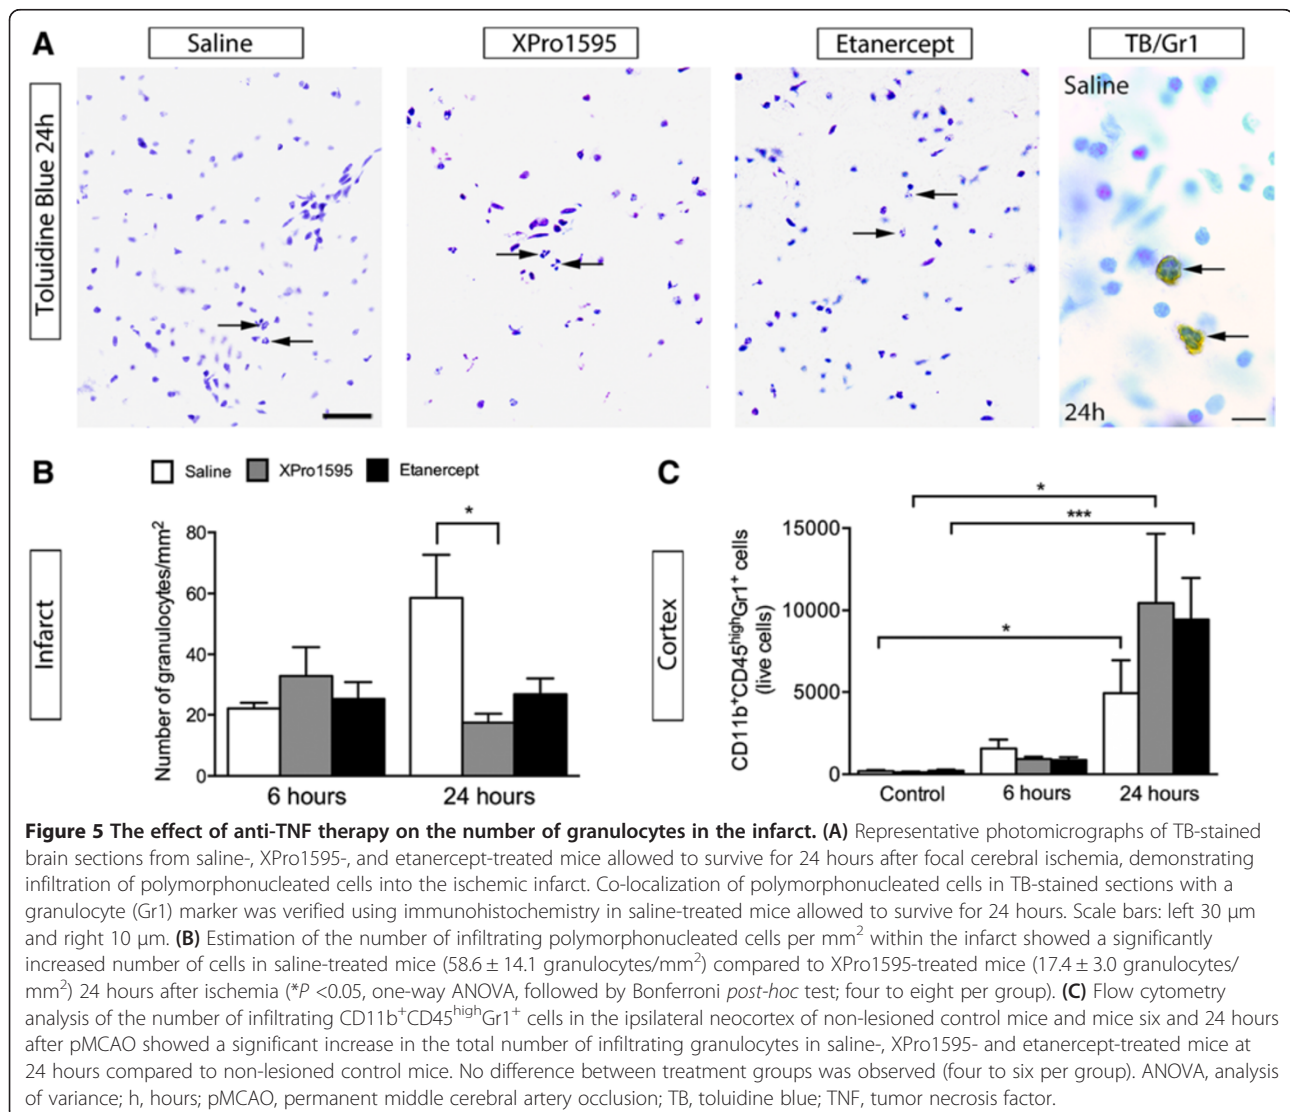 A
Saline
XPro1595
Etanercept
TB/Gr1
Toluidine Blue 24h
Saline
24h
B
Saline
XPro1595
Etanercept
C
Infarct
Number of granulocytes/mm²
80
60
40
20
0
*
6 hours
24 hours
Cortex
CD11b⁺CD45ʰⁱᵍʰGr1⁺ cells
(live cells)
15000
10000
5000
0
*
***
*
Control
6 hours
24 hours
Figure 5 The effect of anti-TNF therapy on the number of granulocytes in the infarct. (A) Representative photomicrographs of TB-stained
brain sections from saline-, XPro1595-, and etanercept-treated mice allowed to survive for 24 hours after focal cerebral ischemia, demonstrating
infiltration of polymorphonucleated cells into the ischemic infarct. Co-localization of polymorphonucleated cells in TB-stained sections with a
granulocyte (Gr1) marker was verified using immunohistochemistry in saline-treated mice allowed to survive for 24 hours. Scale bars: left 30 μm
and right 10 μm. (B) Estimation of the number of infiltrating polymorphonucleated cells per mm² within the infarct showed a significantly
increased number of cells in saline-treated mice (58.6 ± 14.1 granulocytes/mm²) compared to XPro1595-treated mice (17.4 ± 3.0 granulocytes/
mm²) 24 hours after ischemia (*P <0.05, one-way ANOVA, followed by Bonferroni post-hoc test; four to eight per group). (C) Flow cytometry
analysis of the number of infiltrating CD11b⁺CD45ʰⁱᵍʰGr1⁺ cells in the ipsilateral neocortex of non-lesioned control mice and mice six and 24 hours
after pMCAO showed a significant increase in the total number of infiltrating granulocytes in saline-, XPro1595- and etanercept-treated mice at
24 hours compared to non-lesioned control mice. No difference between treatment groups was observed (four to six per group). ANOVA, analysis
of variance; h, hours; pMCAO, permanent middle cerebral artery occlusion; TB, toluidine blue; TNF, tumor necrosis factor.